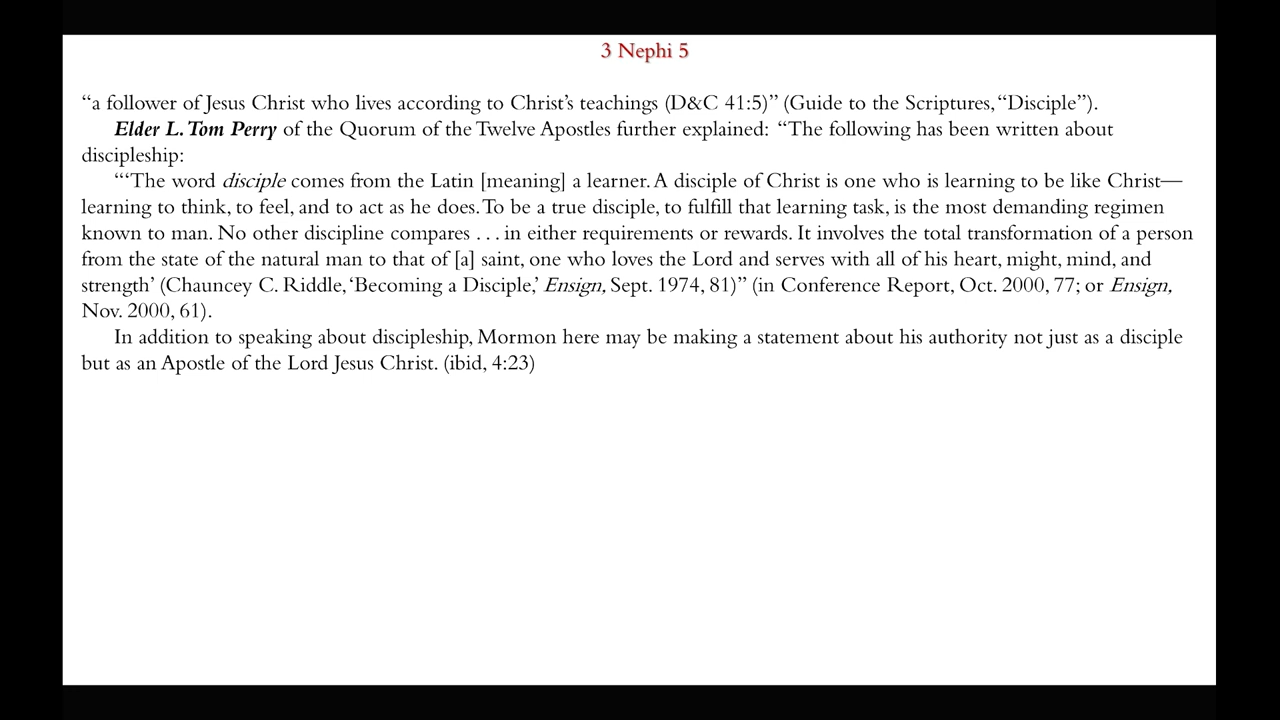 3 Nephi 5
“a follower of Jesus Christ who lives according to Christ’s teachings (D&C 41:5)” (Guide to the Scriptures, “Disciple”).
Elder L. Tom Perry of the Quorum of the Twelve Apostles further explained: “The following has been written about
discipleship:
“‘The word disciple comes from the Latin [meaning] a learner. A disciple of Christ is one who is learning to be like Christ—
learning to think, to feel, and to act as he does. To be a true disciple, to fulfill that learning task, is the most demanding regimen
known to man. No other discipline compares . . . in either requirements or rewards. It involves the total transformation of a person
from the state of the natural man to that of [a] saint, one who loves the Lord and serves with all of his heart, might, mind, and
strength’ (Chauncey C. Riddle, ‘Becoming a Disciple,’ Ensign, Sept. 1974, 81)” (in Conference Report, Oct. 2000, 77; or Ensign,
Nov. 2000, 61).
In addition to speaking about discipleship, Mormon here may be making a statement about his authority not just as a disciple
but as an Apostle of the Lord Jesus Christ. (ibid, 4:23)